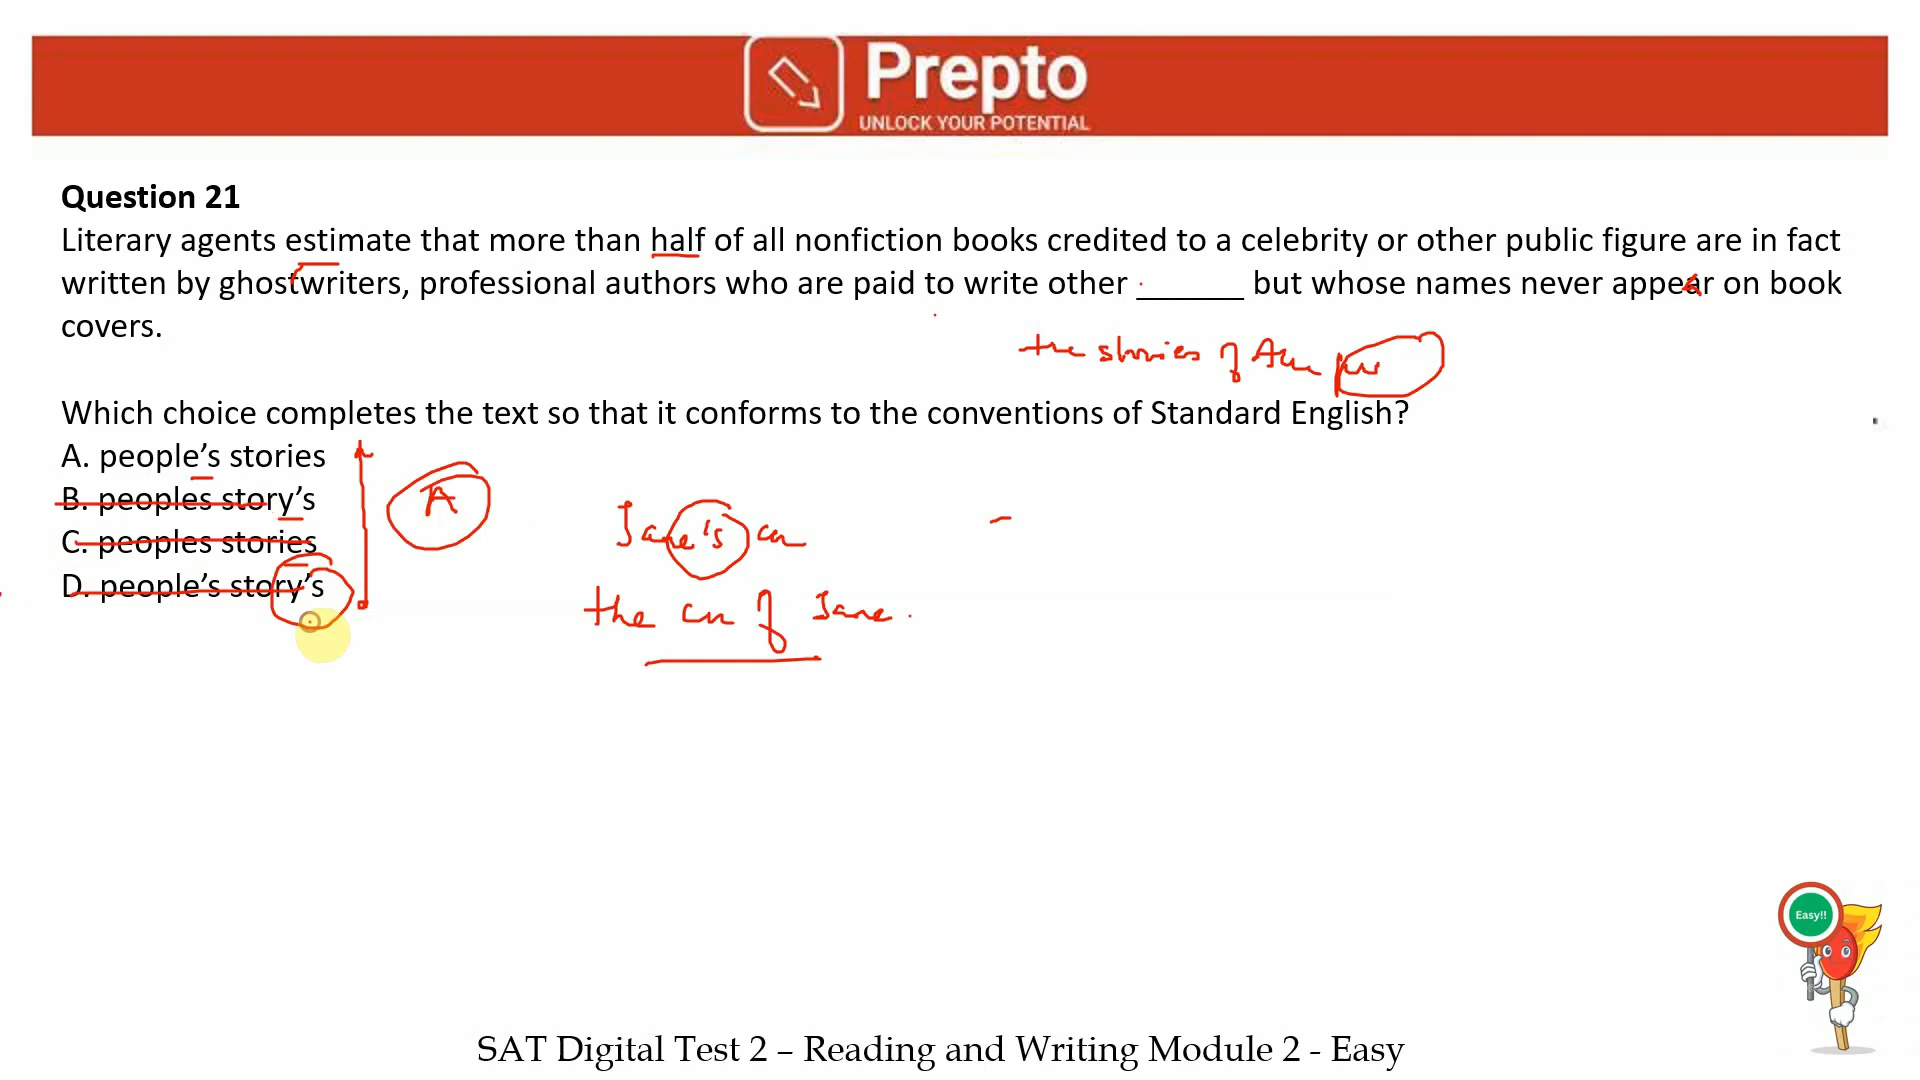 Prepto
UNLOCK YOUR POTENTIAL
Question 21
Literary agents estimate that more than half of all nonfiction books credited to a celebrity or other public figure are in fact
written by ghostwriters, professional authors who are paid to write other ______ but whose names never appear on book
covers.
the stories of
Which choice completes the text so that it conforms to the conventions of Standard English?
A. people’s stories
B. peoples story’s
C. peoples stories
D. people’s story’s
A
Jane's car
the car of Jane.
Easy!!
SAT Digital Test 2 – Reading and Writing Module 2 - Easy